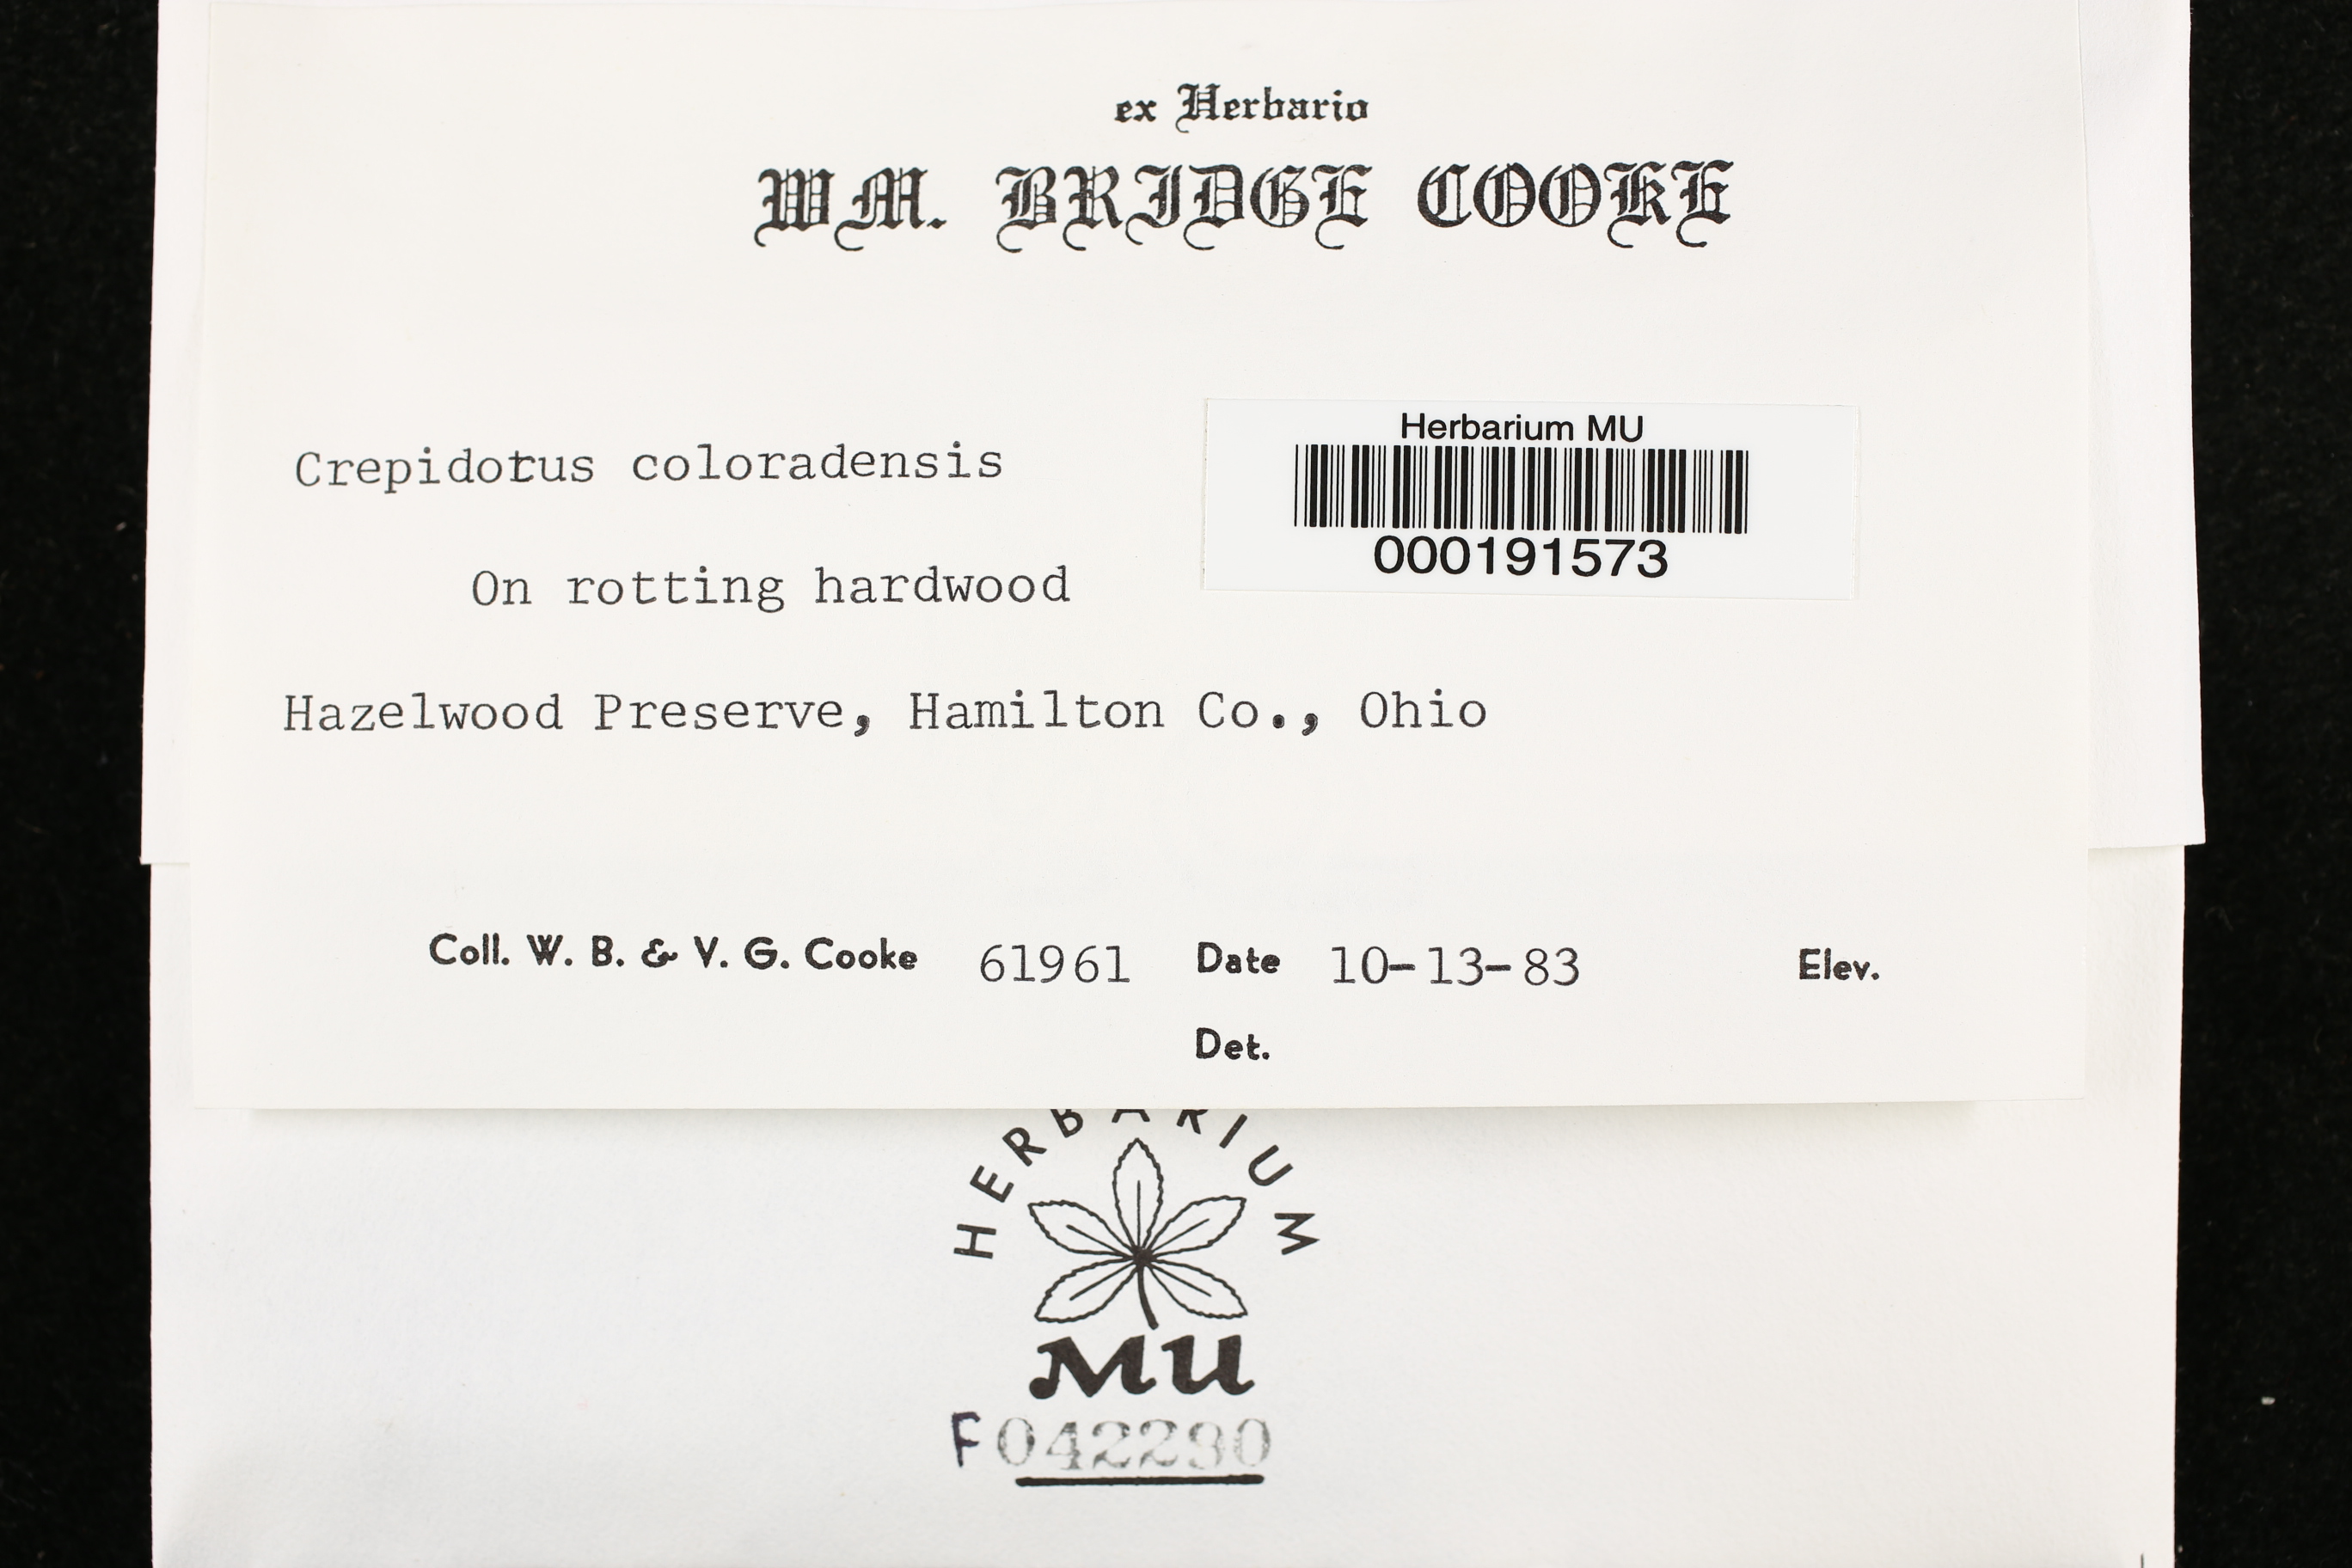 ex Herbario
WM. BRIDGE COOKE
Herbarium MU
000191573
Crepidotus coloradensis
On rotting hardwood
Hazelwood Preserve, Hamilton Co., Ohio
Coll. W. B. & V. G. Cooke 61961 Date 10-13-83 Elev.
Det.
HERBARIUM
MU
F042290